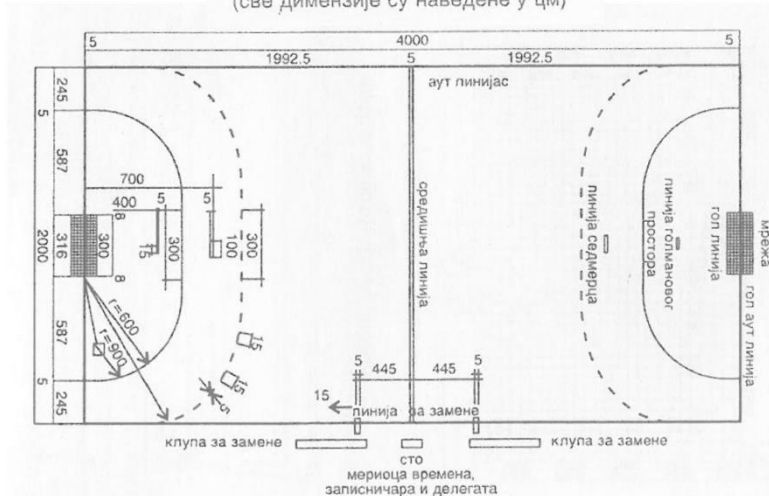 (све димензије су наведене у цм)
5 4000 5
1992.5 5 1992.5
аут линијас
245
5
587
2000
316
300
8
8
587
5
245
700
400
5
5
15
300
100
300
r=600
r=900
15
15
5
средишња линија
линија седмерца
линија голмановог
простора
гол линија
мрежа
гол аут линија
5 5
445 445
15
линија за замене
клупа за замене
клупа за замене
сто
мериоца времена,
записничара и делегата